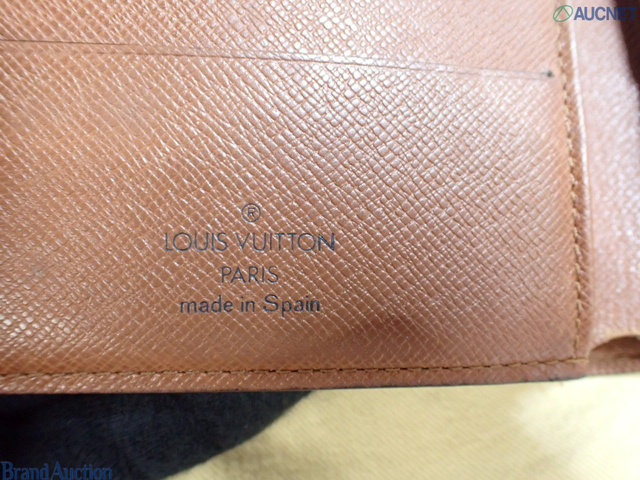 AUCNET
®
LOUIS VUITTON
PARIS
made in Spain
Brand Auction